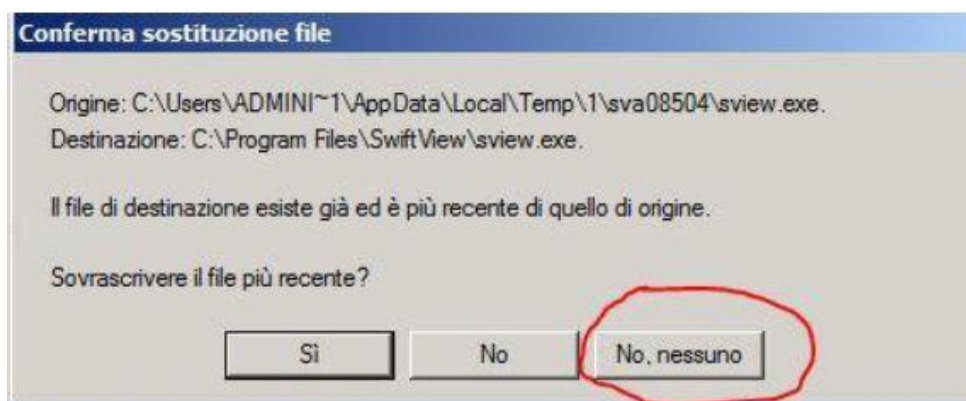 Conferma sostituzione file
Origine: C:\Users\ADMINI~1\AppData\Local\Temp\1\sva08504\sview.exe.
Destinazione: C:\Program Files\SwiftView\sview.exe.
Il file di destinazione esiste già ed è più recente di quello di origine.
Sovrascrivere il file più recente?
Sì No No, nessuno